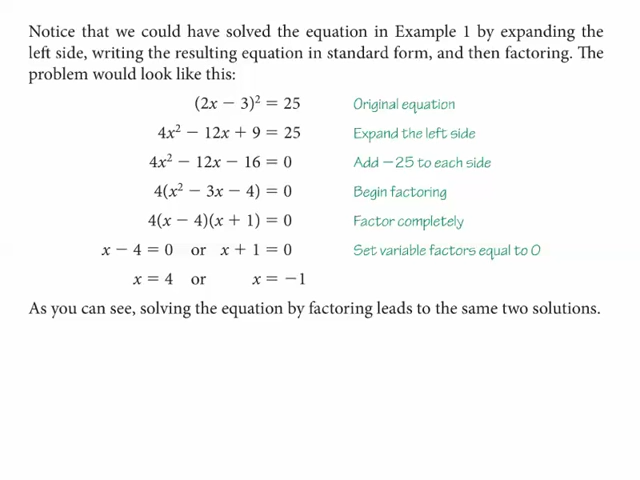 Notice that we could have solved the equation in Example 1 by expanding the
left side, writing the resulting equation in standard form, and then factoring. The
problem would look like this:
(2x − 3)² = 25 Original equation
4x² − 12x + 9 = 25 Expand the left side
4x² − 12x − 16 = 0 Add −25 to each side
4(x² − 3x − 4) = 0 Begin factoring
4(x − 4)(x + 1) = 0 Factor completely
x − 4 = 0 or x + 1 = 0 Set variable factors equal to 0
x = 4 or x = −1
As you can see, solving the equation by factoring leads to the same two solutions.